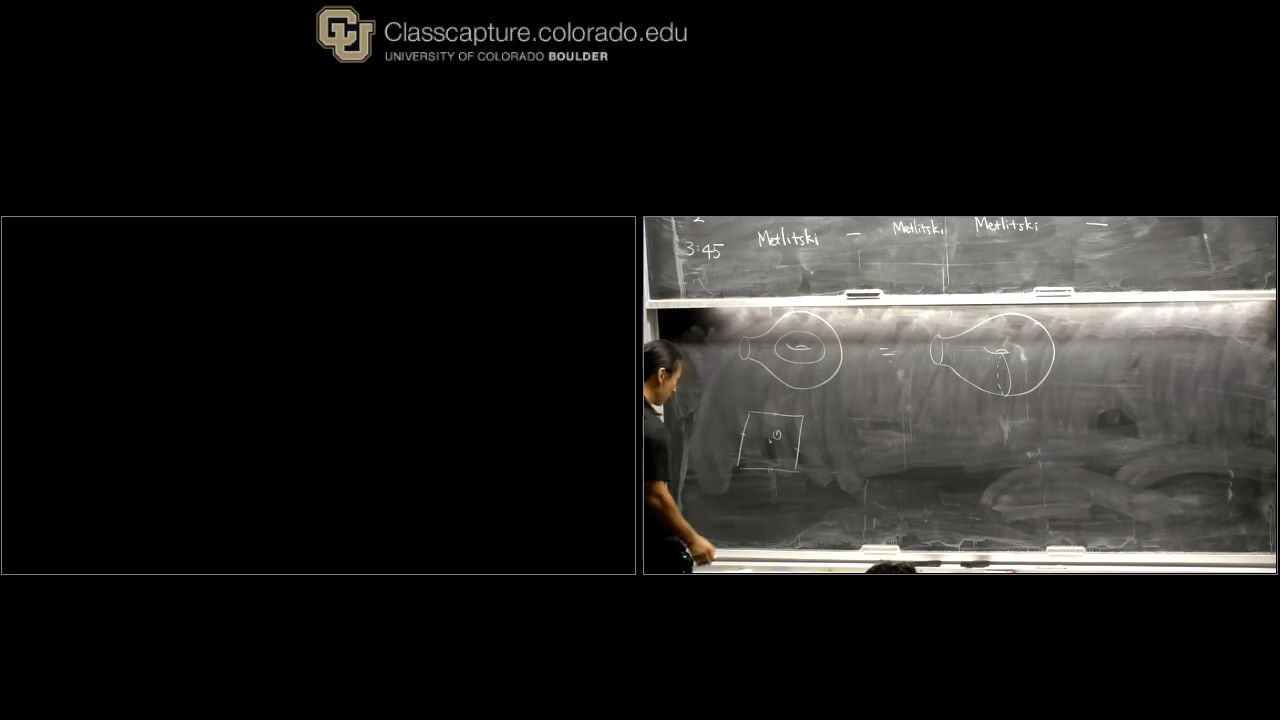 Classcapture.colorado.edu
UNIVERSITY OF COLORADO BOULDER
3:45 Metlitski — Metlitski Metlitski —
=